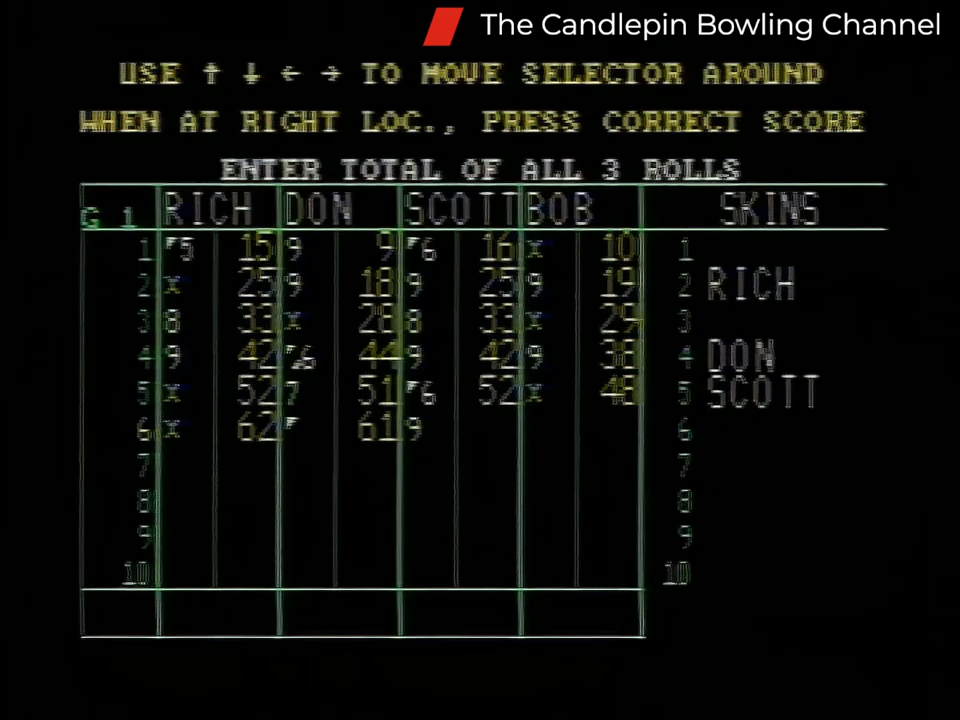 The Candlepin Bowling Channel
USE ↑ ↓ ← → TO MOVE SELECTOR AROUND
WHEN AT RIGHT LOC., PRESS CORRECT SCORE
ENTER TOTAL OF ALL 3 ROLLS
G 1 RICH DON SCOTT BOB SKINS
1 5 15 9 9 6 16 x 10 1
2 x 25 9 18 9 25 9 19 2 RICH
3 8 33 x 28 8 33 x 29 3
4 9 42 6 44 9 42 9 38 4 DON
5 x 52 7 51 6 52 x 48 5 SCOTT
6 x 62 61 9 6
7 7
8 8
9 9
10 10